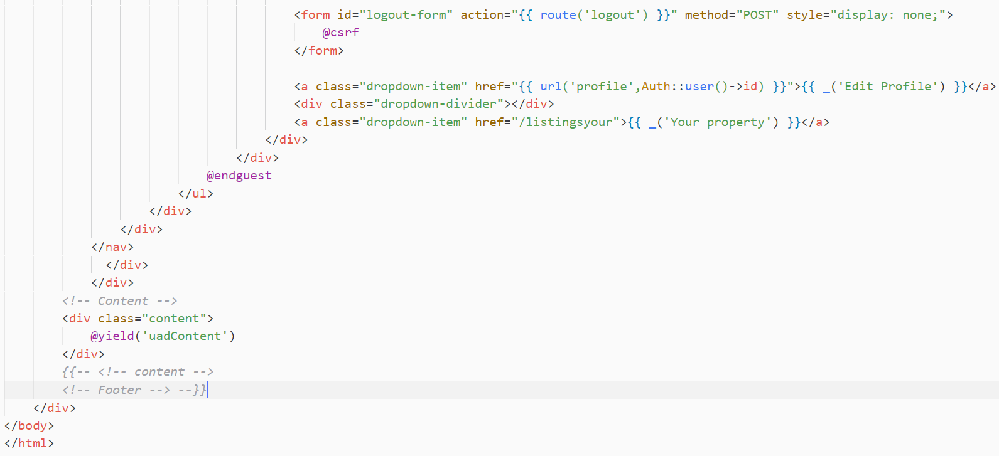 <form id="logout-form" action="{{ route('logout') }}" method="POST" style="display: none;">
@csrf
</form>
<a class="dropdown-item" href="{{ url('profile',Auth::user()->id) }}">{{ _('Edit Profile') }}</a>
<div class="dropdown-divider"></div>
<a class="dropdown-item" href="/listingsyour">{{ _('Your property') }}</a>
</div>
</div>
@endguest
</ul>
</div>
</div>
</nav>
</div>
</div>
<!-- Content -->
<div class="content">
@yield('uadContent')
</div>
{{-- <!-- content -->
<!-- Footer --> --}}
</div>
</body>
</html>